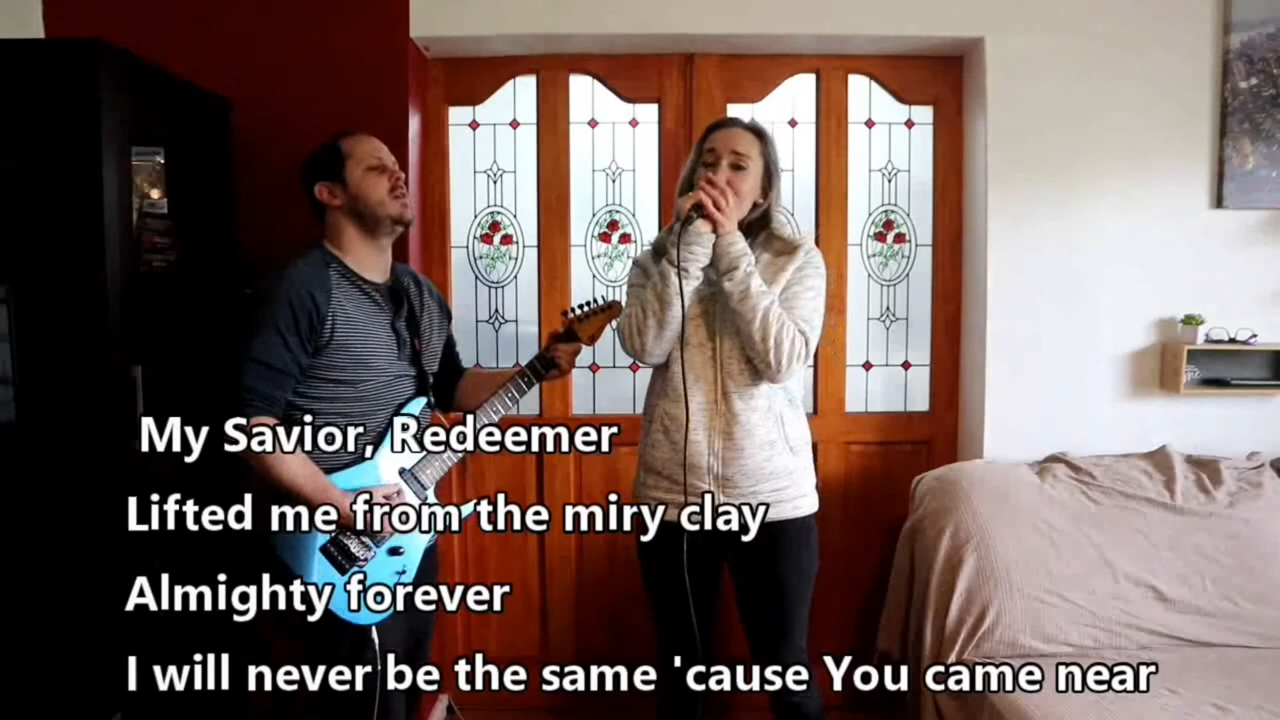 My Savior, Redeemer
Lifted me from the miry clay
Almighty forever
I will never be the same 'cause You came near